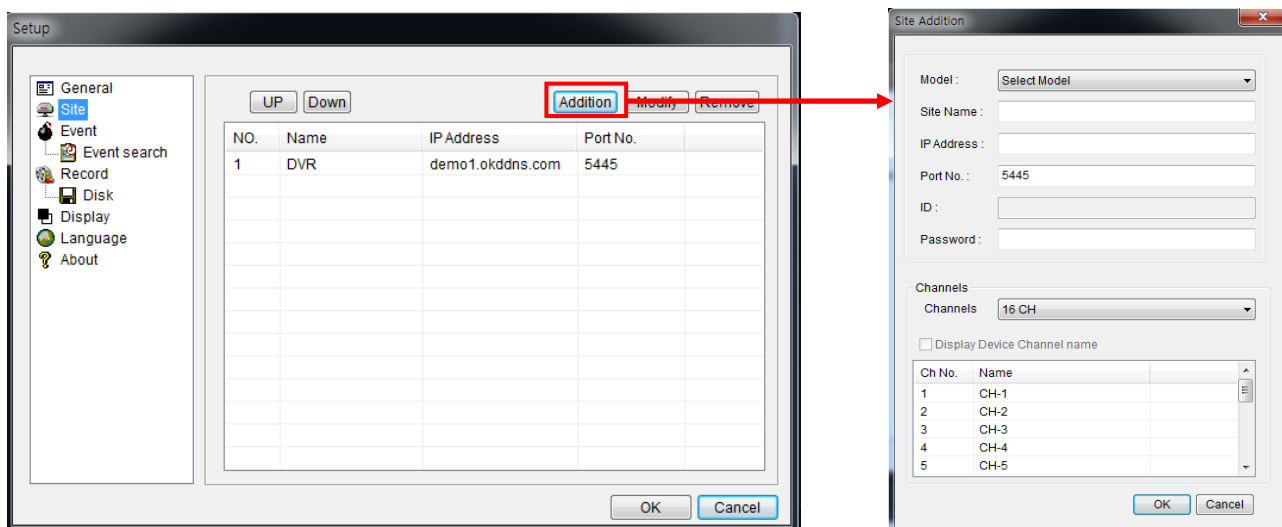 Setup
General
Site
Event
Event search
Record
Disk
Display
Language
About
UP Down Addition Modify Remove
NO. Name IP Address Port No.
1 DVR demo1.okddns.com 5445
OK Cancel
Site Addition
Model : Select Model
Site Name :
IP Address :
Port No. : 5445
ID :
Password :
Channels
Channels 16 CH
Display Device Channel name
Ch No. Name
1 CH-1
2 CH-2
3 CH-3
4 CH-4
5 CH-5
OK Cancel